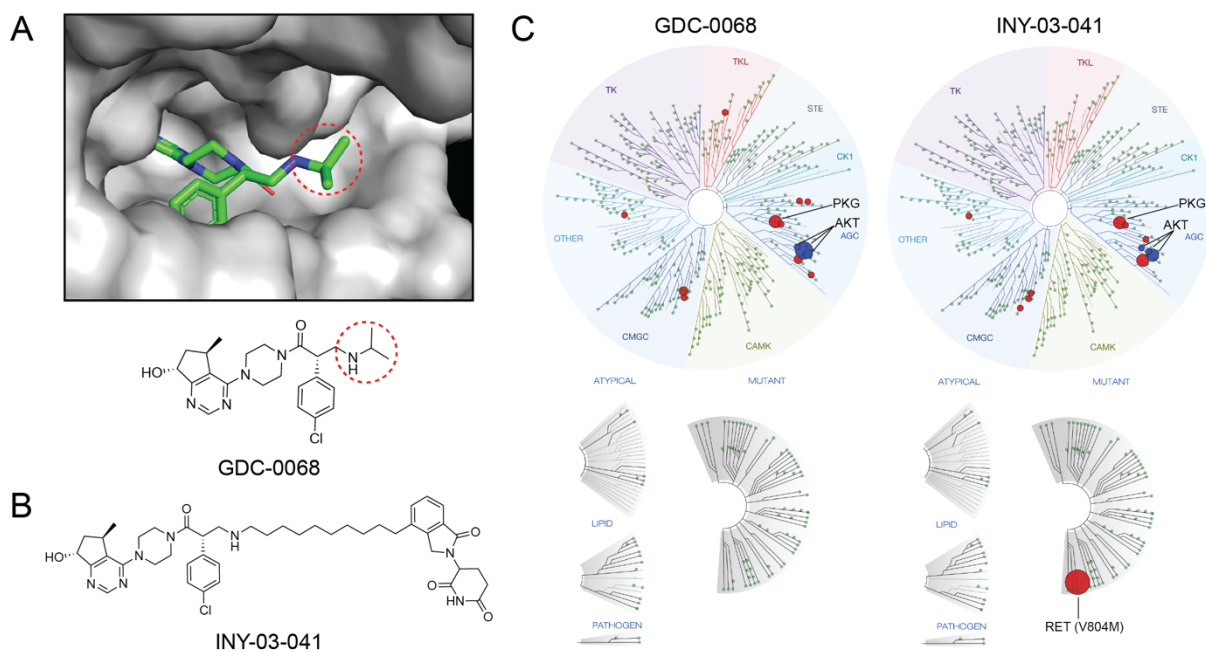 A
O
N
N
H
HO
N
N
N
Cl
GDC-0068
B
O
N
N
H
HO
N
N
N
Cl
O
N
O
NH
O
INY-03-041
C
GDC-0068
TK
TKL
STE
CK1
PKG
AKT
AGC
OTHER
CMGC
CAMK
ATYPICAL
MUTANT
LIPID
PATHOGEN
INY-03-041
TK
TKL
STE
CK1
PKG
AKT
AGC
OTHER
CMGC
CAMK
ATYPICAL
MUTANT
LIPID
PATHOGEN
RET (V804M)